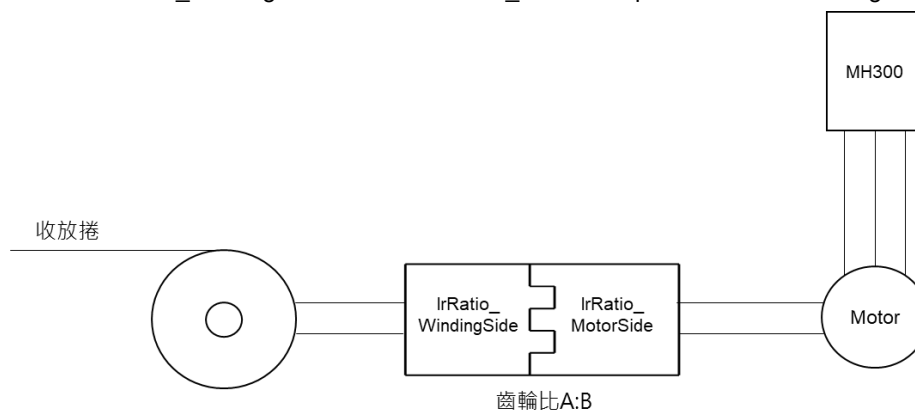 MH300
收放捲
IrRatio_
WindingSide
IrRatio_
MotorSide
Motor
齒輪比A:B